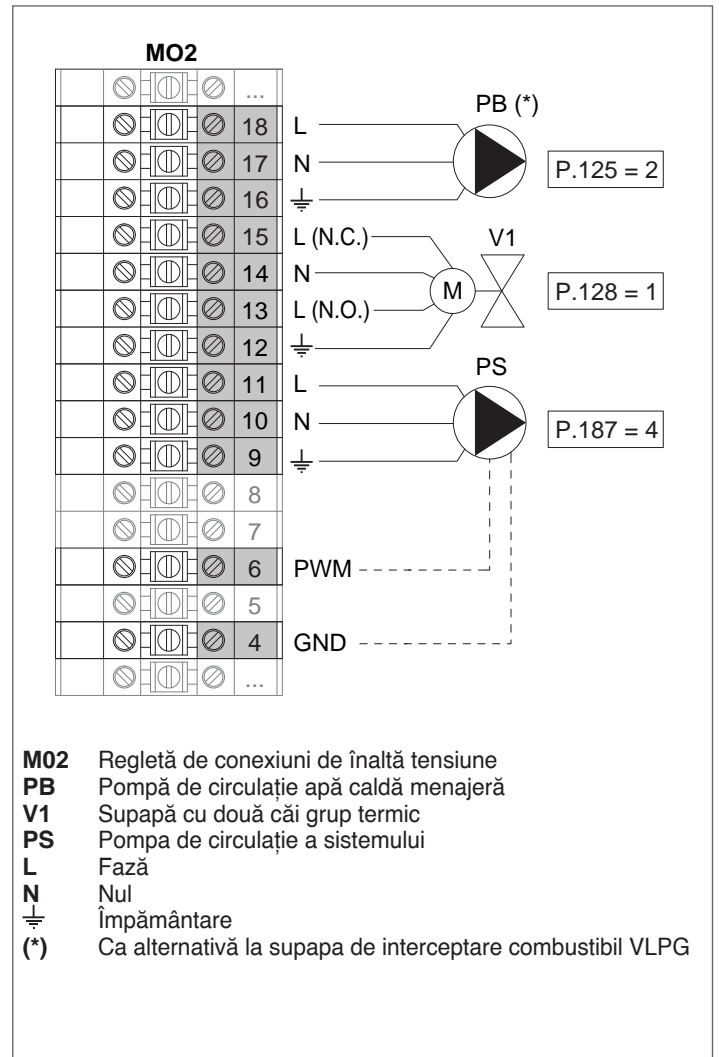 MO2
...
18 L PB (*)
17 N P.125 = 2
16
15 L (N.C.) V1
14 N M P.128 = 1
13 L (N.O.)
12
11 L PS
10 N P.187 = 4
9
8
7
6 PWM
5
4 GND
...
M02 Regletă de conexiuni de înaltă tensiune
PB Pompă de circulație apă caldă menajeră
V1 Supapă cu două căi grup termic
PS Pompa de circulație a sistemului
L Fază
N Nul
Împământare
(*) Ca alternativă la supapa de interceptare combustibil VLPG